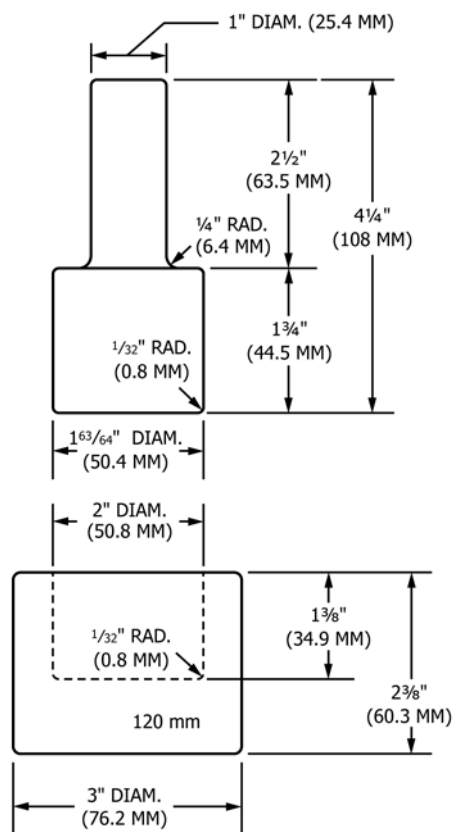 1" DIAM. (25.4 MM)
2½"
(63.5 MM)
4¼"
(108 MM)
¼" RAD.
(6.4 MM)
1¾"
(44.5 MM)
1/32" RAD.
(0.8 MM)
1 63/64" DIAM.
(50.4 MM)
2" DIAM.
(50.8 MM)
1⅜"
(34.9 MM)
1/32" RAD.
(0.8 MM)
2⅜"
(60.3 MM)
120 mm
3" DIAM.
(76.2 MM)